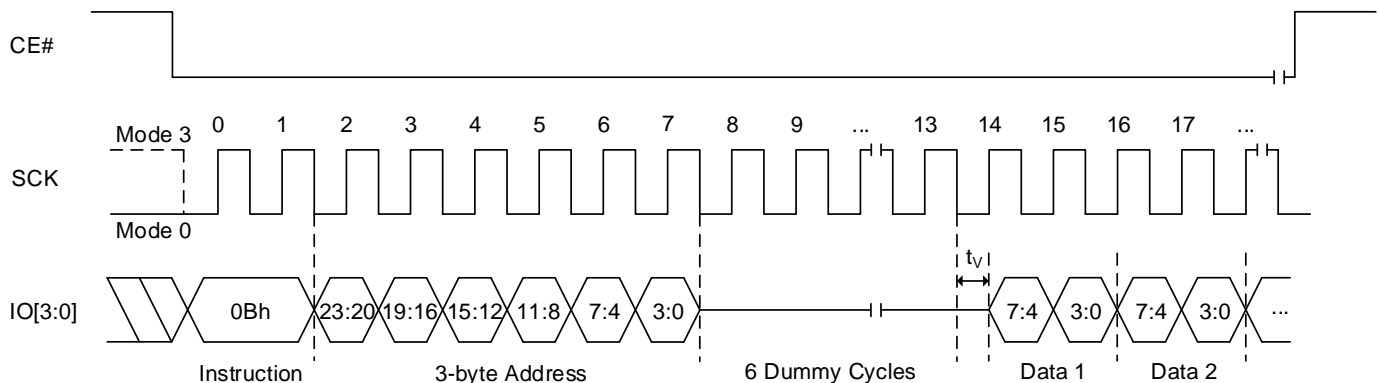 CE#
Mode 3
0 1 2 3 4 5 6 7 8 9 ... 13 14 15 16 17 ...
SCK
Mode 0
tV
IO[3:0]
0Bh 23:20 19:16 15:12 11:8 7:4 3:0 7:4 3:0 7:4 3:0 ...
Instruction 3-byte Address 6 Dummy Cycles Data 1 Data 2